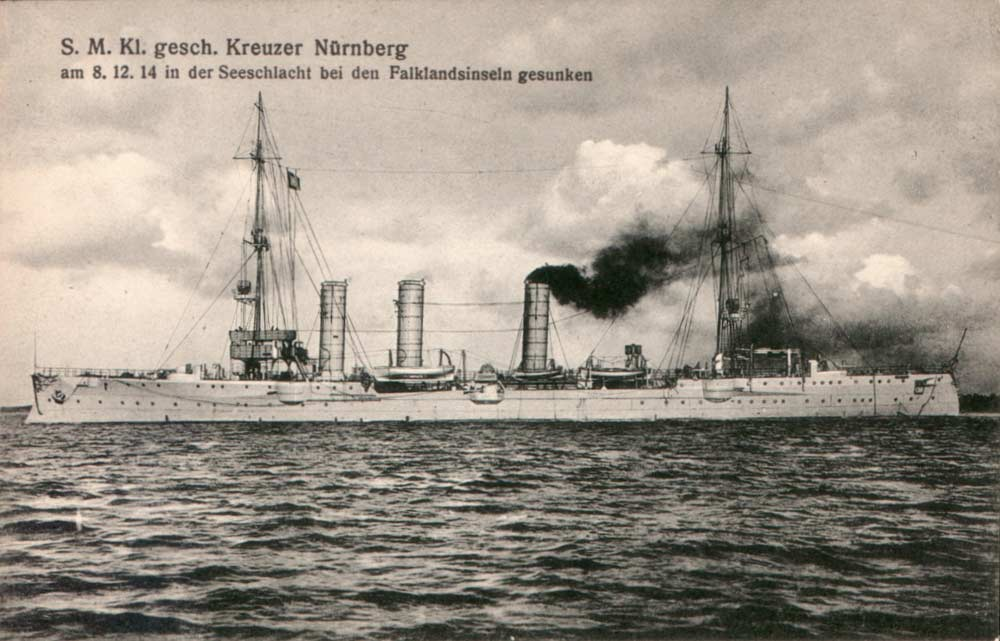 S. M. Kl. gesch. Kreuzer Nürnberg
am 8. 12. 14 in der Seeschlacht bei den Falklandsinseln gesunken